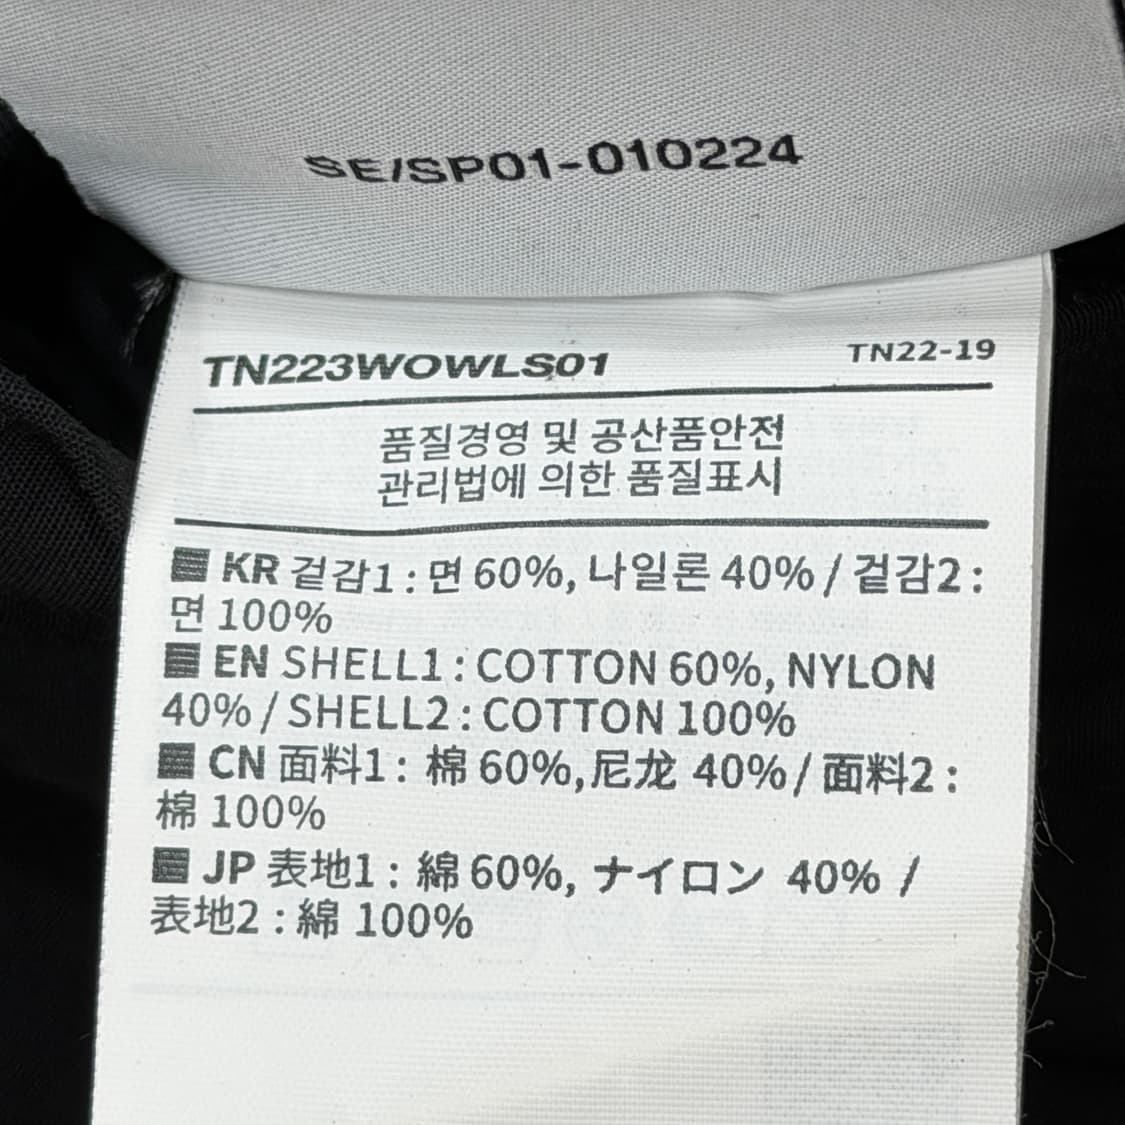 SE/SP01-010224
TN223WOWLS01 TN22-19
품질경영 및 공산품안전
관리법에 의한 품질표시
KR 겉감1 : 면 60%, 나일론 40% / 겉감2 :
면 100%
EN SHELL1 : COTTON 60%, NYLON
40% / SHELL2 : COTTON 100%
CN 面料1 : 棉 60%,尼龙 40% / 面料2 :
棉 100%
JP 表地1 : 綿 60%, ナイロン 40% /
表地2 : 綿 100%